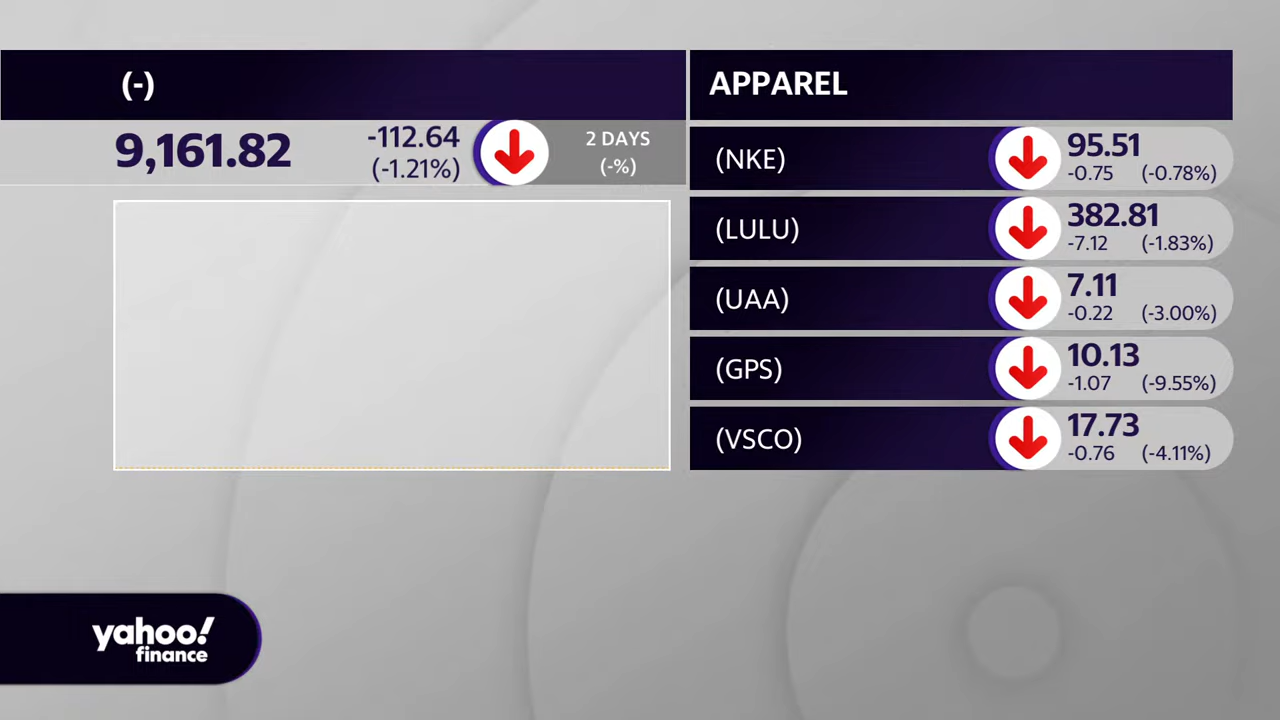 (-)
9,161.82
-112.64
(-1.21%)
2 DAYS
(-%)
APPAREL
(NKE)
95.51
-0.75 (-0.78%)
(LULU)
382.81
-7.12 (-1.83%)
(UAA)
7.11
-0.22 (-3.00%)
(GPS)
10.13
-1.07 (-9.55%)
(VSCO)
17.73
-0.76 (-4.11%)
yahoo!
finance